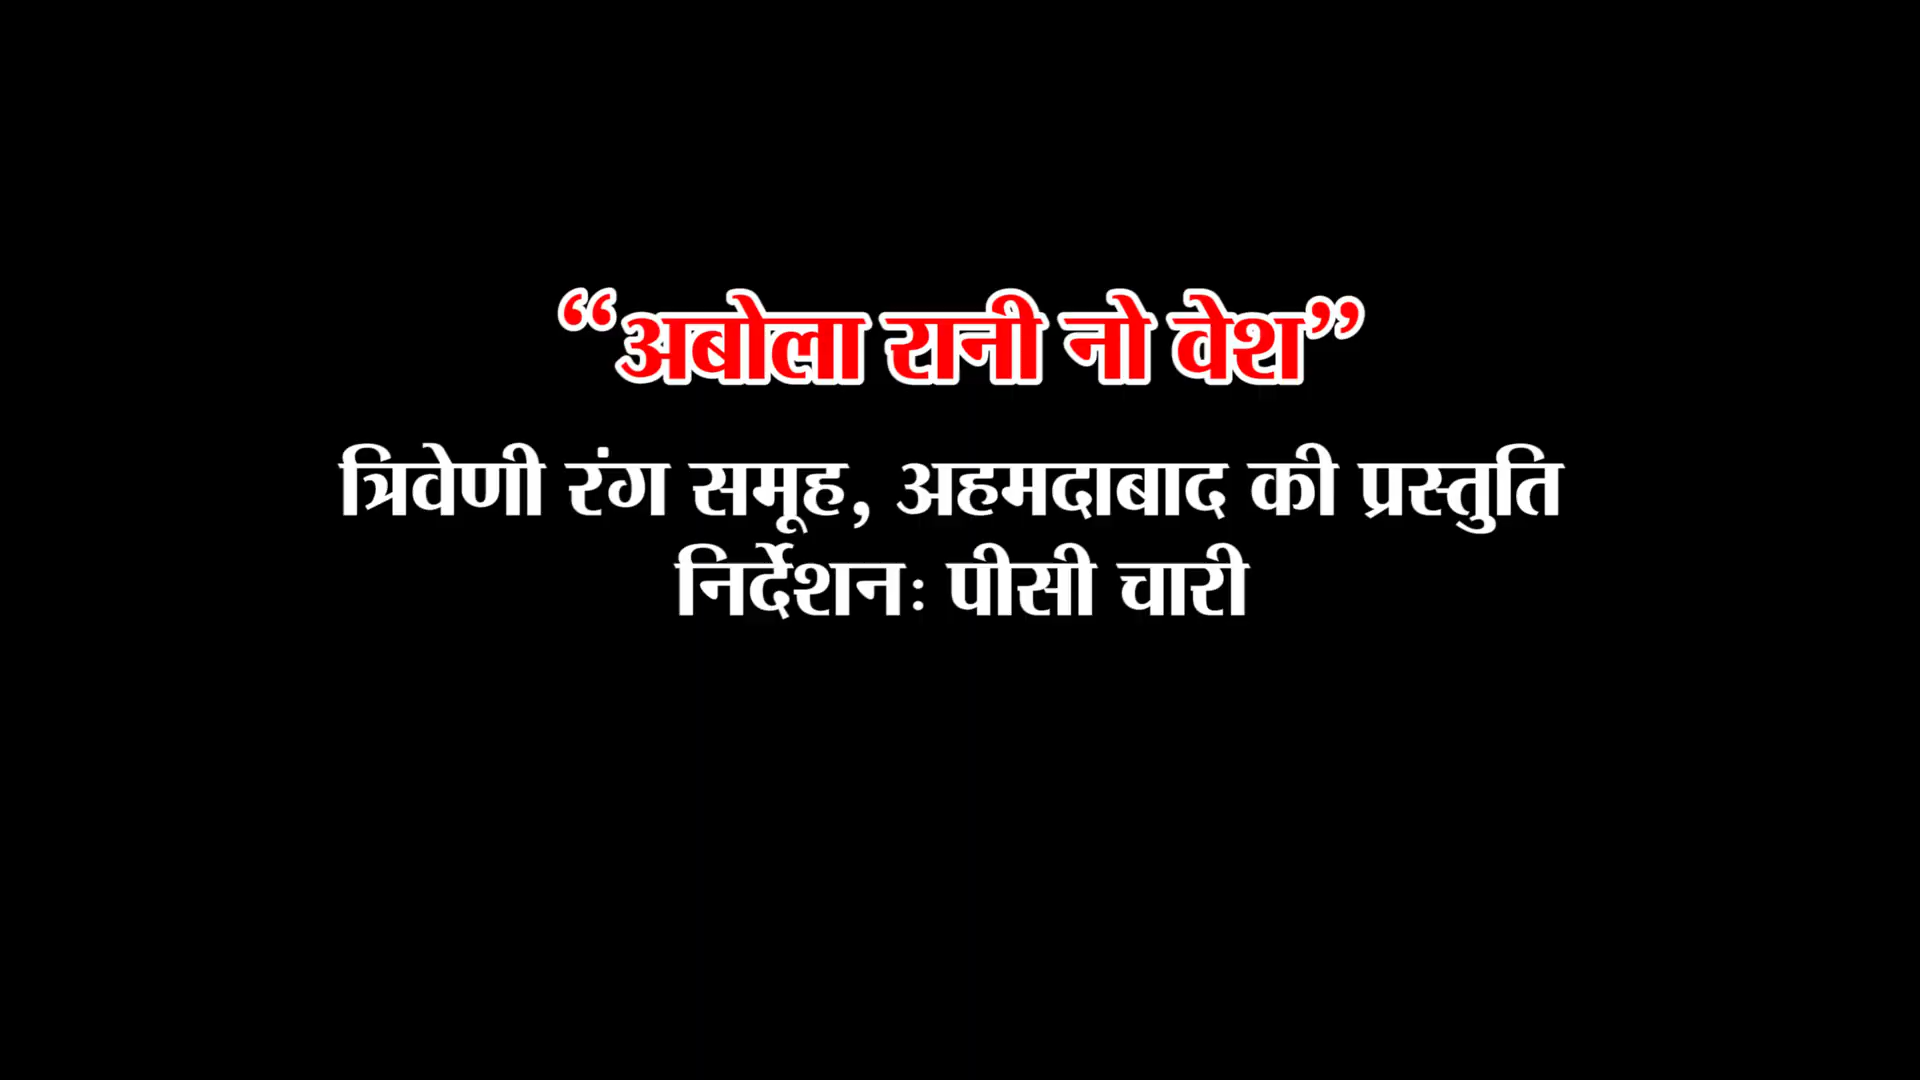 “अबोला रानी नो वेश”
त्रिवेणी रंग समूह, अहमदाबाद की प्रस्तुति
निर्देशनः पीसी चारी